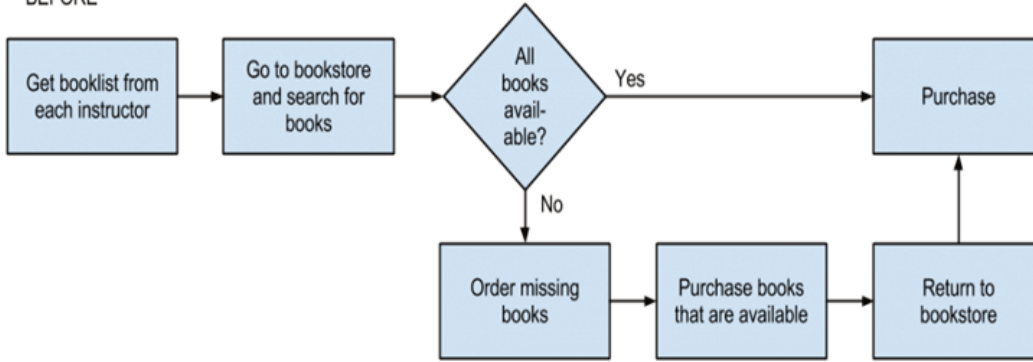 BEFORE
Get booklist from
each instructor
Go to bookstore
and search for
books
All
books
avail-
able?
Yes
Purchase
No
Order missing
books
Purchase books
that are available
Return to
bookstore